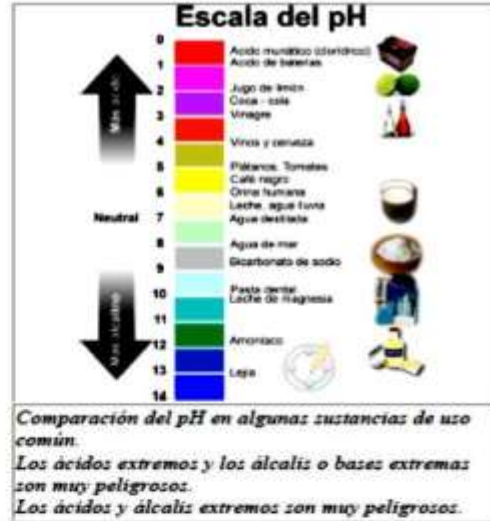 Escala del pH
0
Acido muriático (clorídrico)
1
Acido de baterías
Jugo de limón
2
Coca - cola
3
Vinagre
4
Vinos y cerveza
5
Plátanos, Tomates
Café negro
6
Orina humana
Leche, agua lluvia
Neutral
7
Agua destilada
8
Agua de mar
Bicarbonato de sodio
9
Pasta dental
10
Leche de magnesia
11
12
Amoníaco
13
Lejía
14
Más ácido
Más alcalino
Comparación del pH en algunas sustancias de uso
común.
Los ácidos extremos y los álcalis o bases extremas
son muy peligrosos.
Los ácidos y álcalis extremos son muy peligrosos.